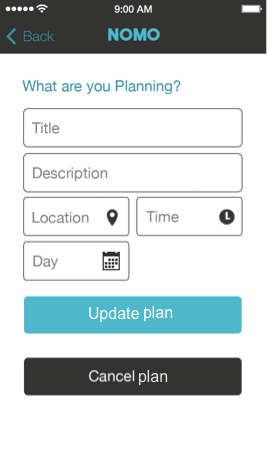 9:00 AM
Back
NOMO
What are you Planning?
Title
Description
Location
Time
Day
Update plan
Cancel plan